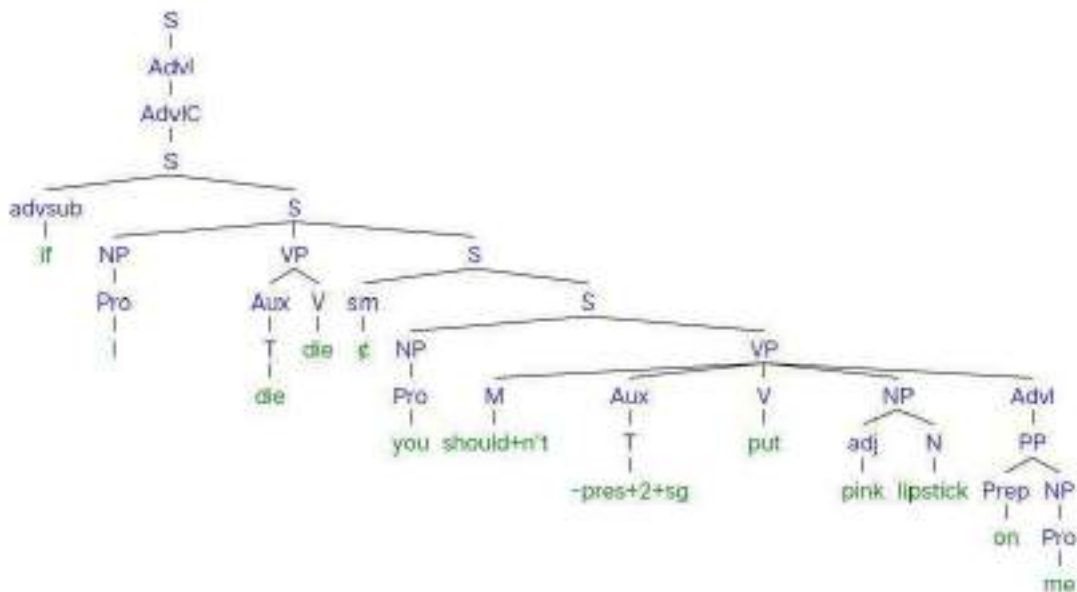 S
Advl
AdvlC
S
advsub S
if NP VP S
Pro Aux V sm S
I T die ¢ NP VP
die Pro M Aux V NP Advl
you should+n't T put adj N PP
-pres+2+sg pink lipstick Prep NP
on Pro
me